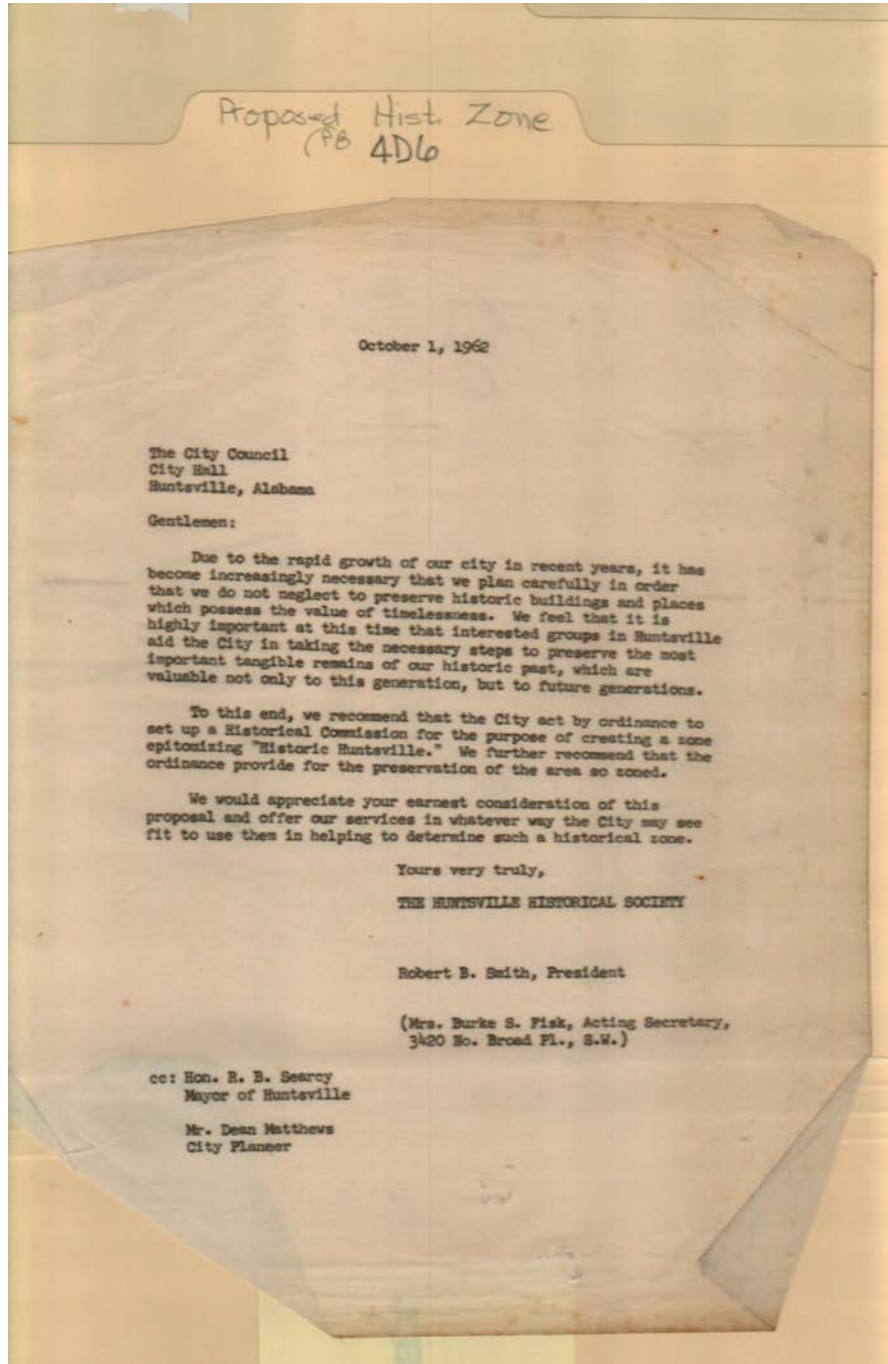 Proposed Hist. Zone
4D6
October 1, 1962
The City Council
City Hall
Huntsville, Alabama
Gentlemen:
Due to the rapid growth of our city in recent years, it has
become increasingly necessary that we plan carefully in order
that we do not neglect to preserve historic buildings and places
which possess the value of timelessness. We feel that it is
highly important at this time that interested groups in Huntsville
aid the City in taking the necessary steps to preserve the most
important tangible remains of our historic past, which are
valuable not only to this generation, but to future generations.
To this end, we recommend that the City act by ordinance to
set up a Historical Commission for the purpose of creating a zone
epitomizing "Historic Huntsville." We further recommend that the
ordinance provide for the preservation of the area so zoned.
We would appreciate your earnest consideration of this
proposal and offer our services in whatever way the City may see
fit to use them in helping to determine such a historical zone.
Yours very truly,
THE HUNTSVILLE HISTORICAL SOCIETY
Robert B. Smith, President
(Mrs. Burke S. Fisk, Acting Secretary,
3420 No. Broad Pl., S.W.)
cc: Hon. R. B. Searcy
Mayor of Huntsville
Mr. Dean Matthews
City Planeer